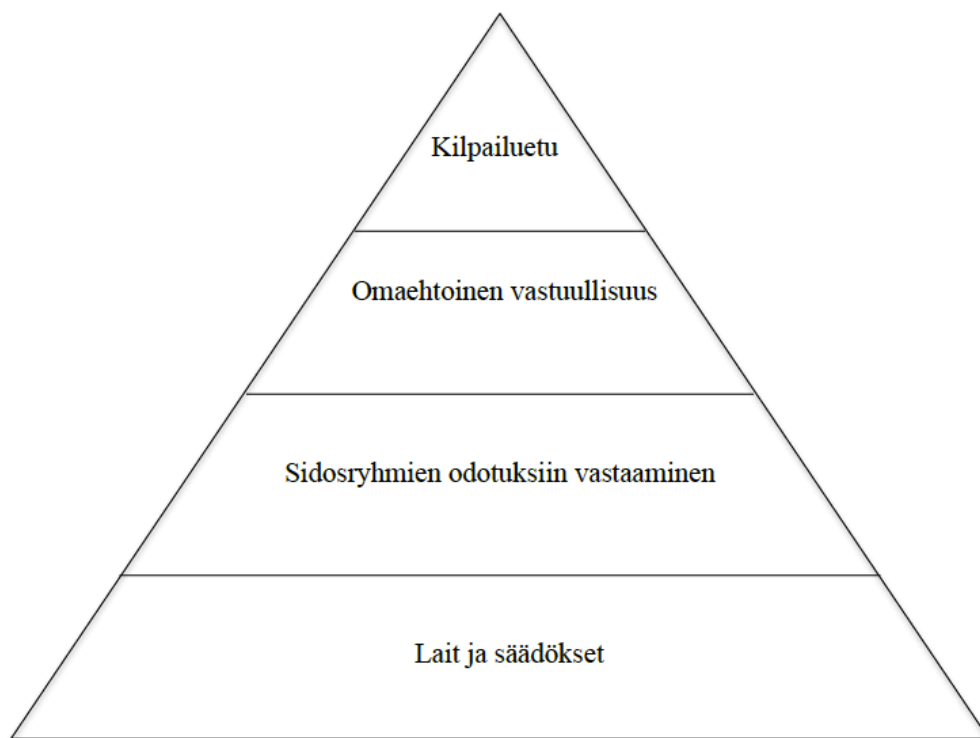 Kilpailuetu
Omaehtoinen vastuullisuus
Sidosryhmien odotuksiin vastaaminen
Lait ja säädökset